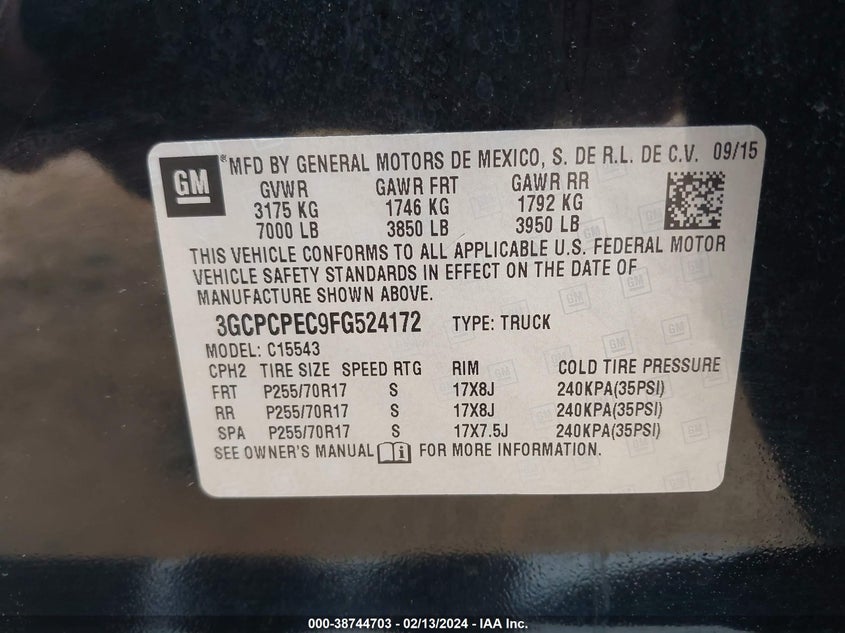 GM ® MFD BY GENERAL MOTORS DE MEXICO, S. DE R.L. DE C.V. 09/15
GVWR GAWR FRT GAWR RR
3175 KG 1746 KG 1792 KG
7000 LB 3850 LB 3950 LB
THIS VEHICLE CONFORMS TO ALL APPLICABLE U.S. FEDERAL MOTOR
VEHICLE SAFETY STANDARDS IN EFFECT ON THE DATE OF
MANUFACTURE SHOWN ABOVE.
3GCPCPEC9FG524172 TYPE: TRUCK
MODEL: C15543
CPH2 TIRE SIZE SPEED RTG RIM COLD TIRE PRESSURE
FRT P255/70R17 S 17X8J 240KPA(35PSI)
RR P255/70R17 S 17X8J 240KPA(35PSI)
SPA P255/70R17 S 17X7.5J 240KPA(35PSI)
SEE OWNER'S MANUAL i FOR MORE INFORMATION.
000-38744703 - 02/13/2024 - IAA Inc.